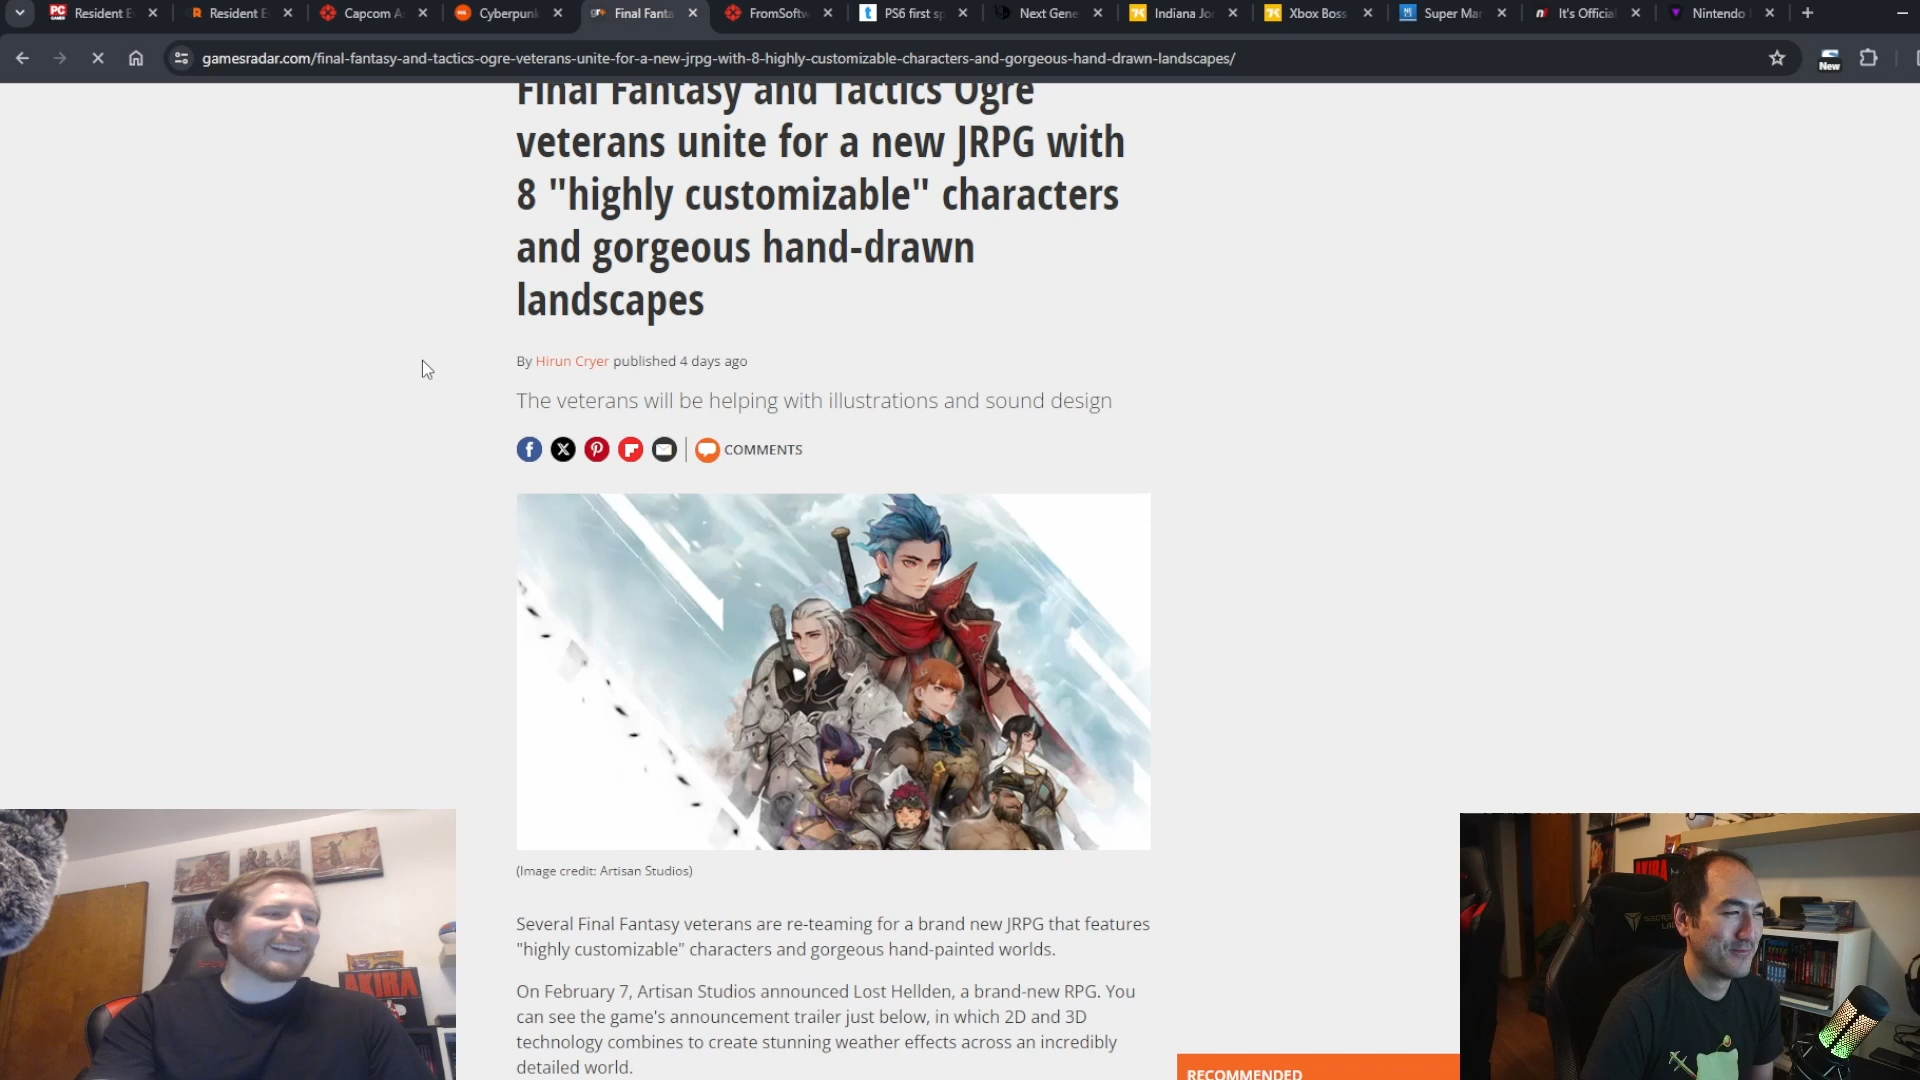 Resident E
Resident E
Capcom A
Cyberpunk
Final Fanta
FromSoftw
PS6 first sp
Next Gene
Indiana Jo
Xbox Boss
Super Mar
It's Official
Nintendo
gamesradar.com/final-fantasy-and-tactics-ogre-veterans-unite-for-a-new-jrpg-with-8-highly-customizable-characters-and-gorgeous-hand-drawn-landscapes/
New
Final Fantasy and Tactics Ogre
veterans unite for a new JRPG with
8 "highly customizable" characters
and gorgeous hand-drawn
landscapes
By Hirun Cryer published 4 days ago
The veterans will be helping with illustrations and sound design
COMMENTS
(Image credit: Artisan Studios)
Several Final Fantasy veterans are re-teaming for a brand new JRPG that features
"highly customizable" characters and gorgeous hand-painted worlds.
On February 7, Artisan Studios announced Lost Hellden, a brand-new RPG. You
can see the game's announcement trailer just below, in which 2D and 3D
technology combines to create stunning weather effects across an incredibly
detailed world.
RECOMMENDED
AKIRA
AKIRA